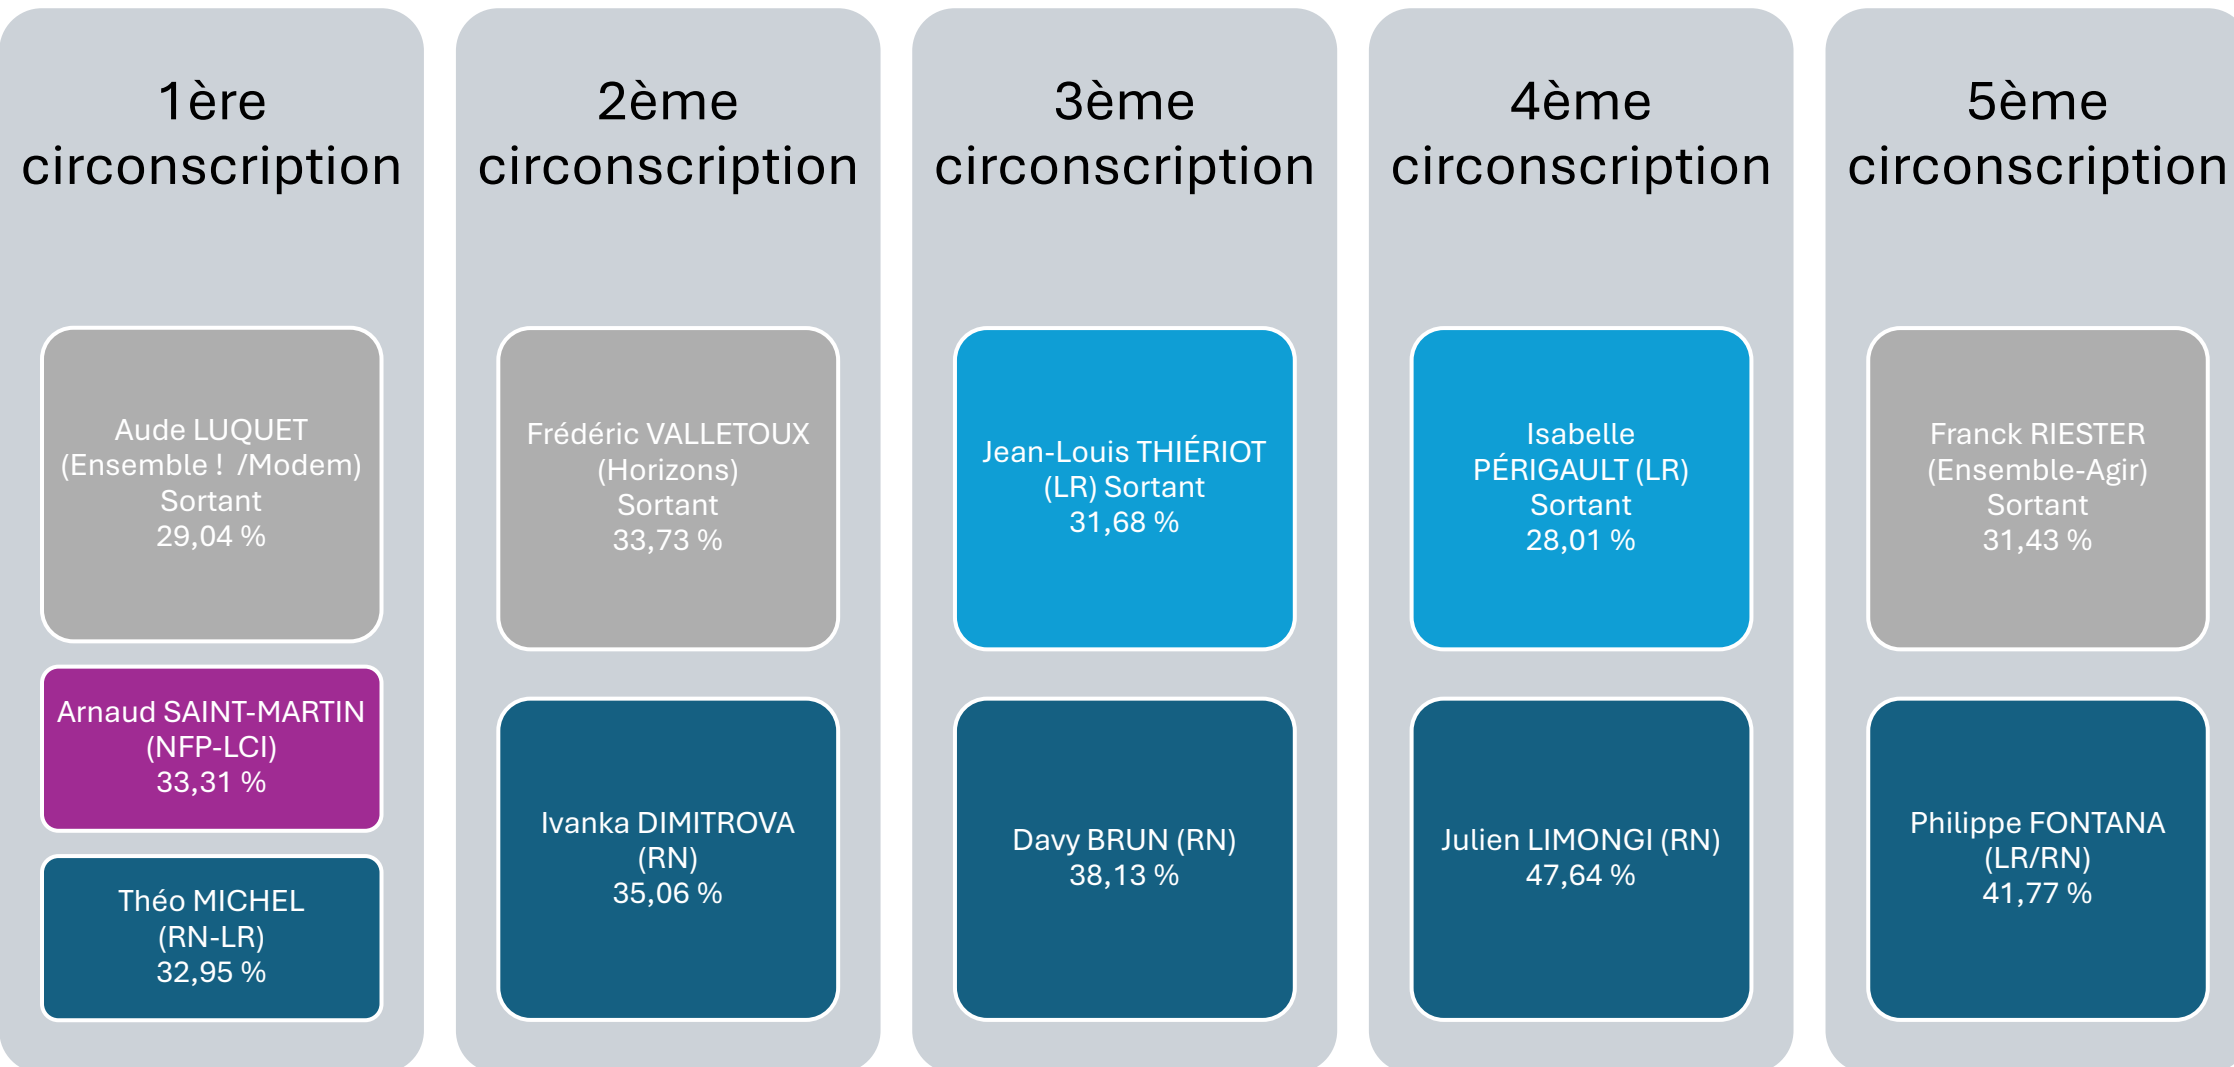 1ère
circonscription
Aude LUQUET
(Ensemble !  /Modem)
Sortant
29,04 %
Arnaud SAINT-MARTIN
(NFP-LCI)
33,31 %
Théo MICHEL
(RN-LR)
32,95 %
2ème
circonscription
Frédéric VALLETOUX
(Horizons)
Sortant
33,73 %
Ivanka DIMITROVA
(RN)
35,06 %
3ème
circonscription
Jean-Louis THIÉRIOT
(LR) Sortant
31,68 %
Davy BRUN (RN)
38,13 %
4ème
circonscription
Isabelle
PÉRIGAULT (LR)
Sortant
28,01 %
Julien LIMONGI (RN)
47,64 %
5ème
circonscription
Franck RIESTER
(Ensemble-Agir)
Sortant
31,43 %
Philippe FONTANA
(LR/RN)
41,77 %